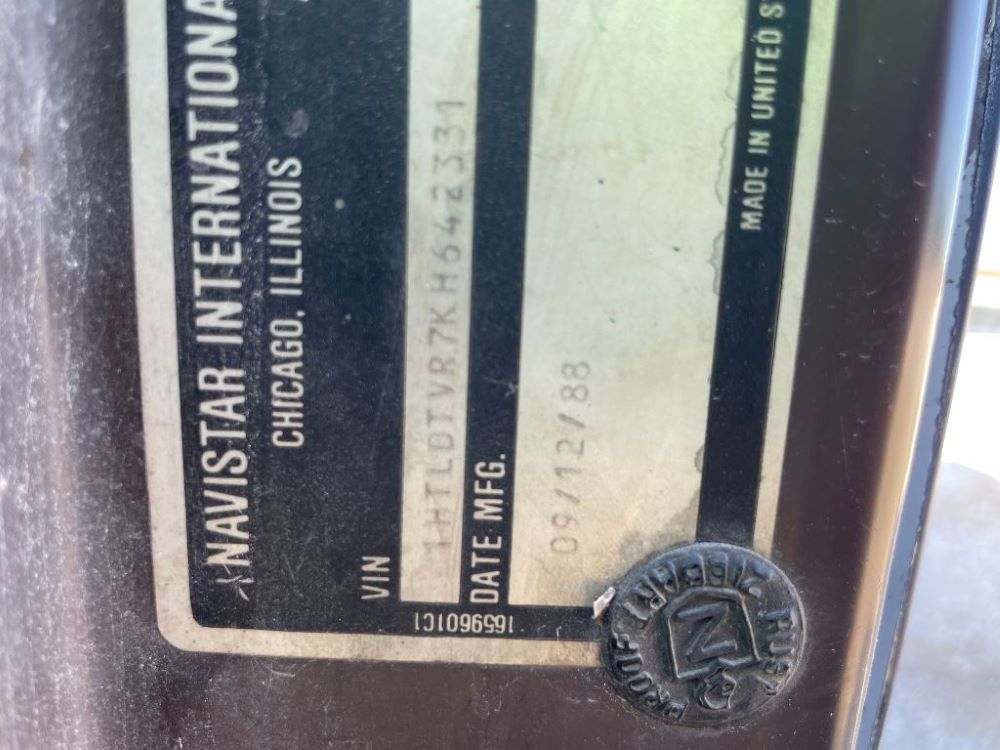 NAVISTAR INTERNATIONA
CHICAGO, ILLINOIS
VIN
1HTLDTVR7KH642331
DATE MFG.
09/12/88
MADE IN UNITED S
1659601C1
ZIEBART RUST PROOF